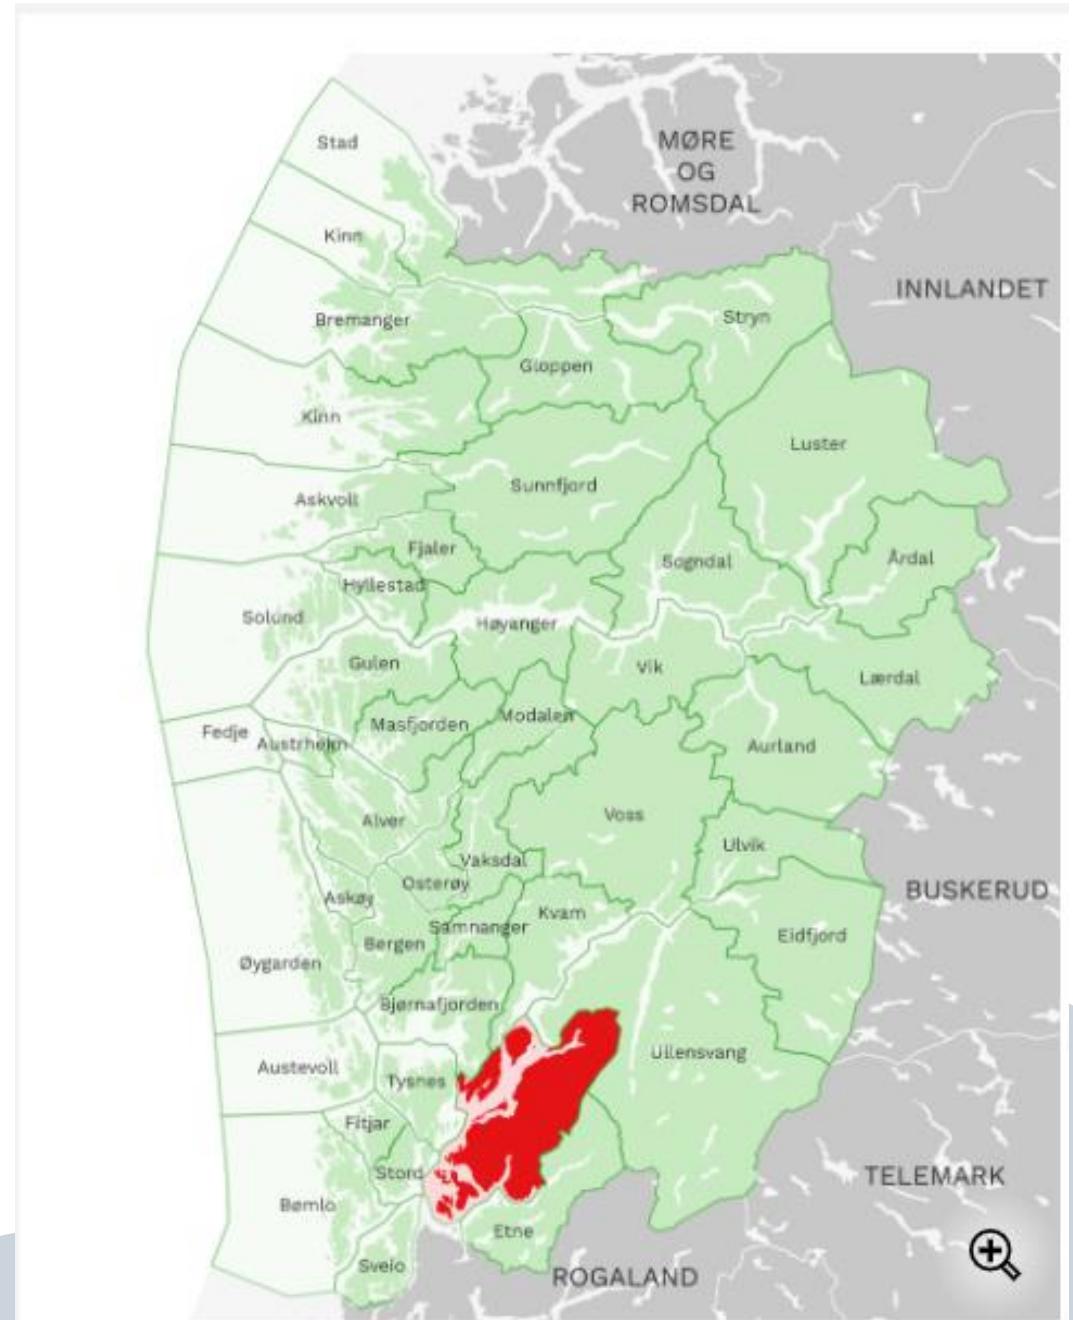 MØRE
OG
ROMSDAL
Stad
Kinn
INNLANDET
Bremanger
Stryn
Gloppen
Kinn
Luster
Sunnfjord
Askvoll
Fjaler
Årdal
Sogndal
Hyllestad
Solund
Høyanger
Gulen
Vik
Lærdal
Masfjorden
Modalen
Fedje
Austrheim
Aurland
Alver
Voss
Ulvik
Vaksdal
Osterøy
BUSKERUD
Askøy
Kvam
Samnanger
Bergen
Eidfjord
Øygarden
Bjørnafjorden
Ullensvang
Austevoll
Tysnes
Fitjar
Stord
TELEMARK
Bømlo
Etne
Sveio
ROGALAND